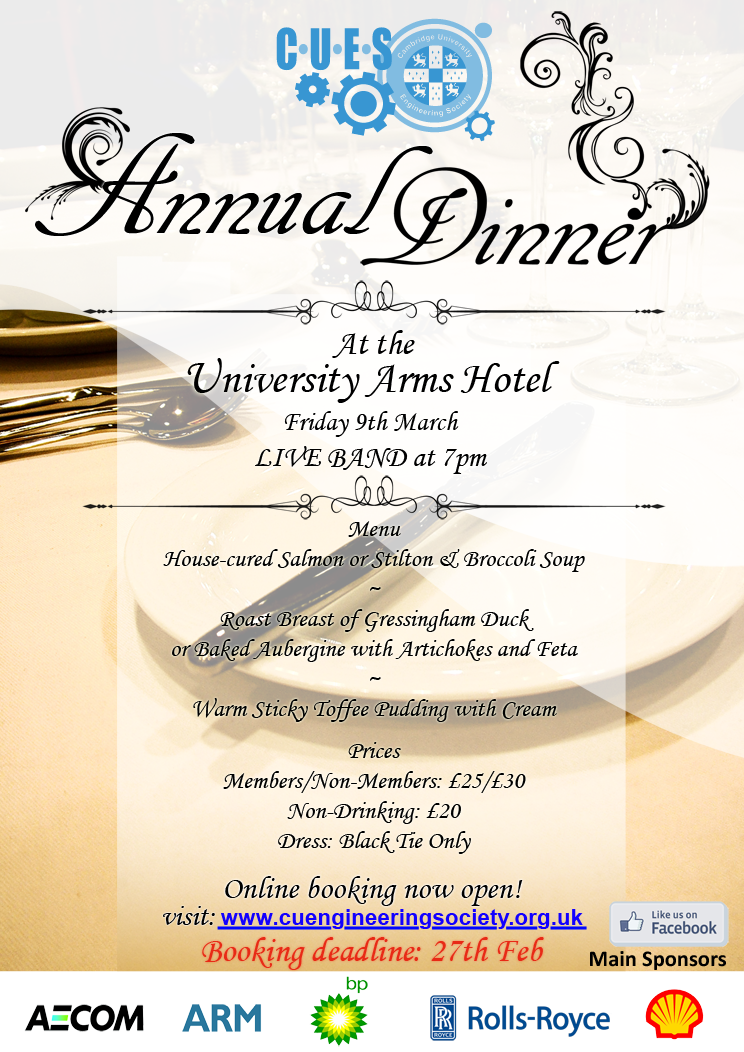 C·U·E·S
Cambridge University
Engineering Society
Annual Dinner
At the
University Arms Hotel
Friday 9th March
LIVE BAND at 7pm
Menu
House-cured Salmon or Stilton & Broccoli Soup
~
Roast Breast of Gressingham Duck
or Baked Aubergine with Artichokes and Feta
~
Warm Sticky Toffee Pudding with Cream
Prices
Members/Non-Members: £25/£30
Non-Drinking: £20
Dress: Black Tie Only
Online booking now open!
visit: www.cuengineeringsociety.org.uk
Booking deadline: 27th Feb
Like us on
Facebook
Main Sponsors
AECOM
ARM
bp
ROLLS
RR
ROYCE
Rolls-Royce